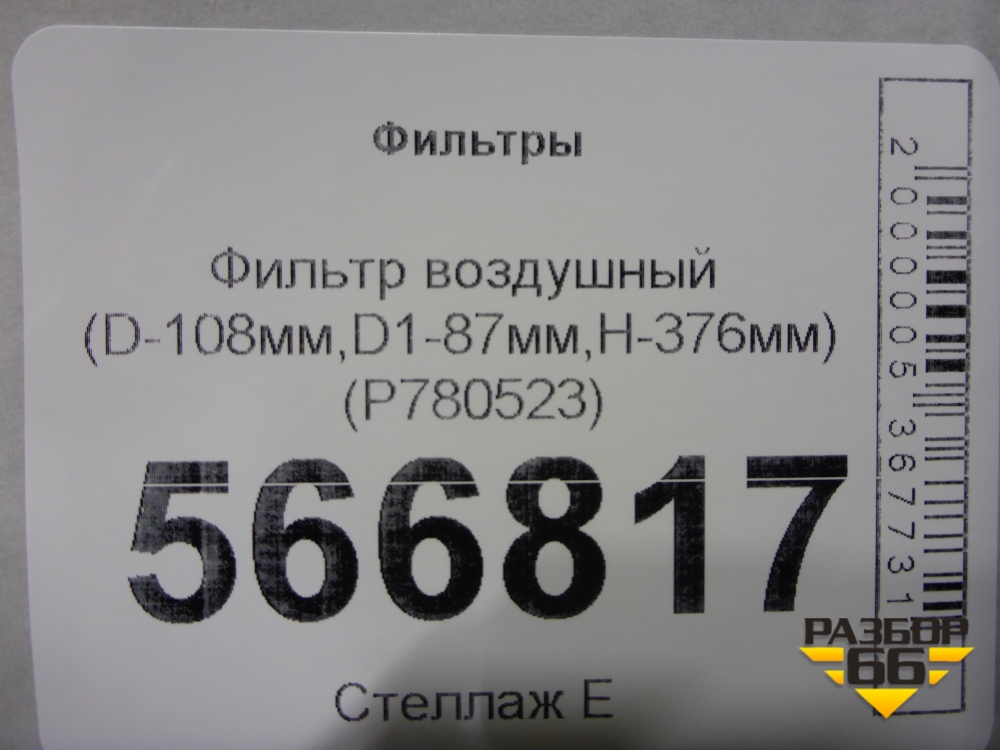 Фильтры
Фильтр воздушный
(D-108мм,D1-87мм,H-376мм)
(P780523)
566817
Стеллаж Е
2000005367731
РАЗБОР
66